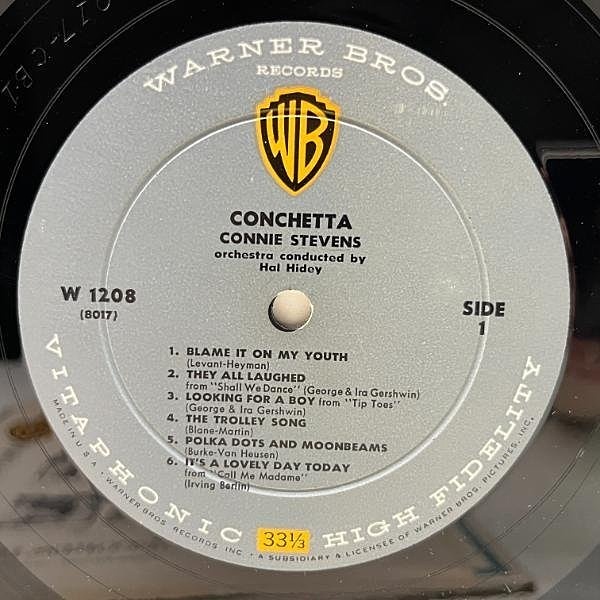 WARNER BROS.
RECORDS
WB
CONCHETTA
CONNIE STEVENS
orchestra conducted by
Hal Hidey
W 1208
(8017)
SIDE
1
1. BLAME IT ON MY YOUTH
(Levant-Heyman)
2. THEY ALL LAUGHED
from "Shall We Dance" (George & Ira Gershwin)
3. LOOKING FOR A BOY from "Tip Toes"
(George & Ira Gershwin)
4. THE TROLLEY SONG
(Blane-Martin)
5. POLKA DOTS AND MOONBEAMS
(Burke-Van Heusen)
6. IT'S A LOVELY DAY TODAY
from "Call Me Madame"
(Irving Berlin)
VITAPHONIC HIGH FIDELITY
33⅓
MADE IN U.S.A. • WARNER BROS. RECORDS INC. • A SUBSIDIARY & LICENSEE OF WARNER BROS. PICTURES, INC.